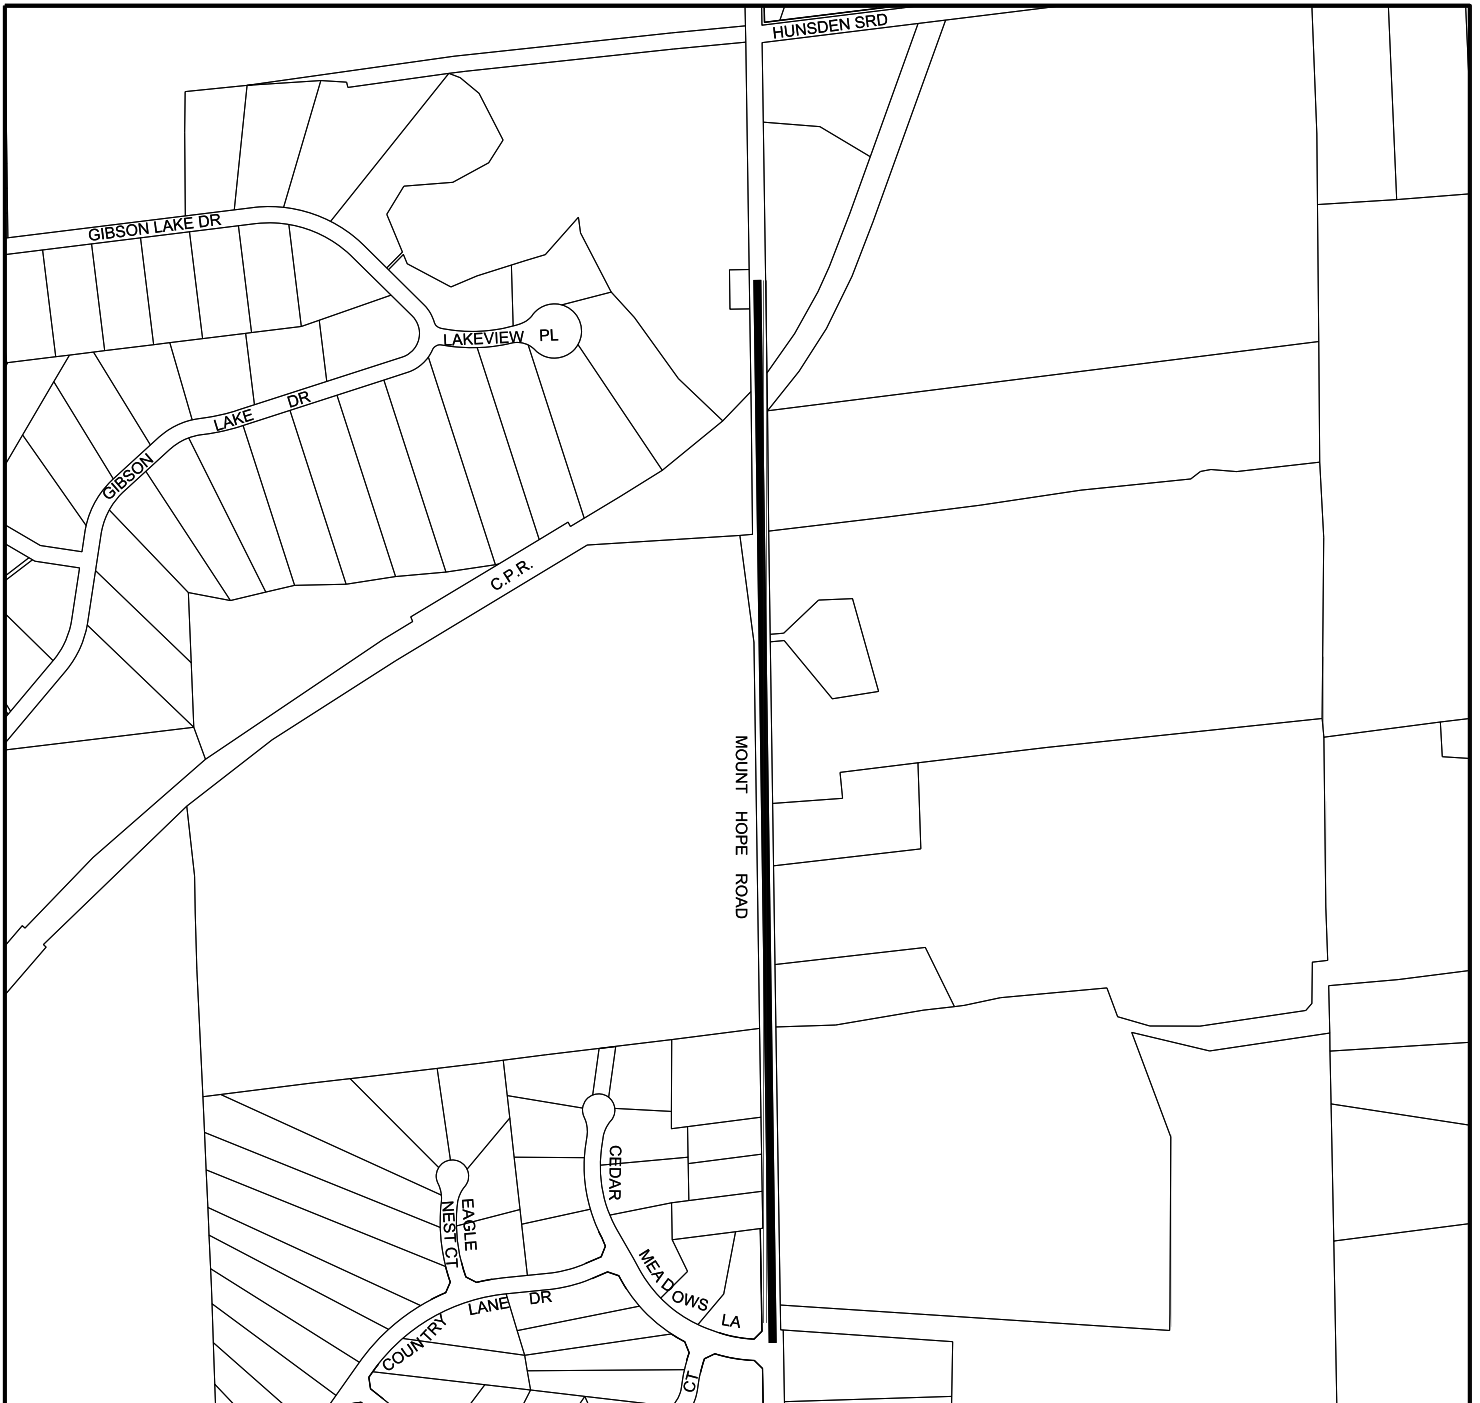 HUNSDEN SRD
GIBSON LAKE DR
LAKEVIEW PL
GIBSON LAKE DR
C.P.R.
MOUNT HOPE ROAD
CEDAR MEADOWS LA
EAGLE
NEST CT
COUNTRY LANE DR
CT